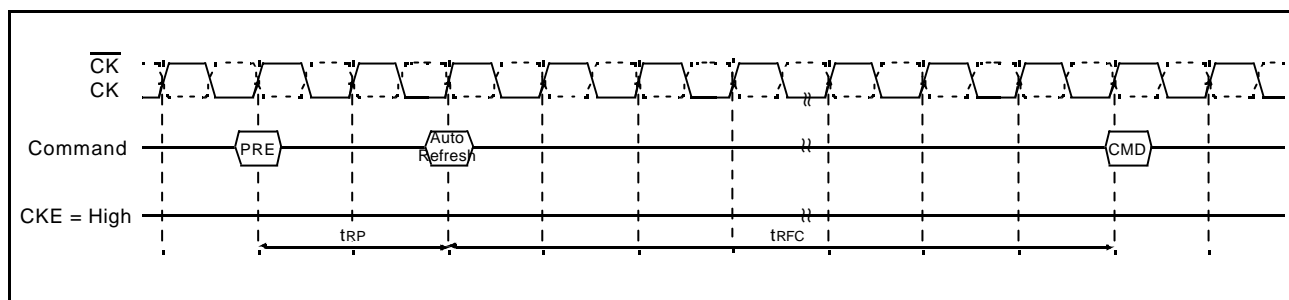 CK
CK
Command
PRE
Auto
Refresh
CMD
CKE = High
tRP
tRFC